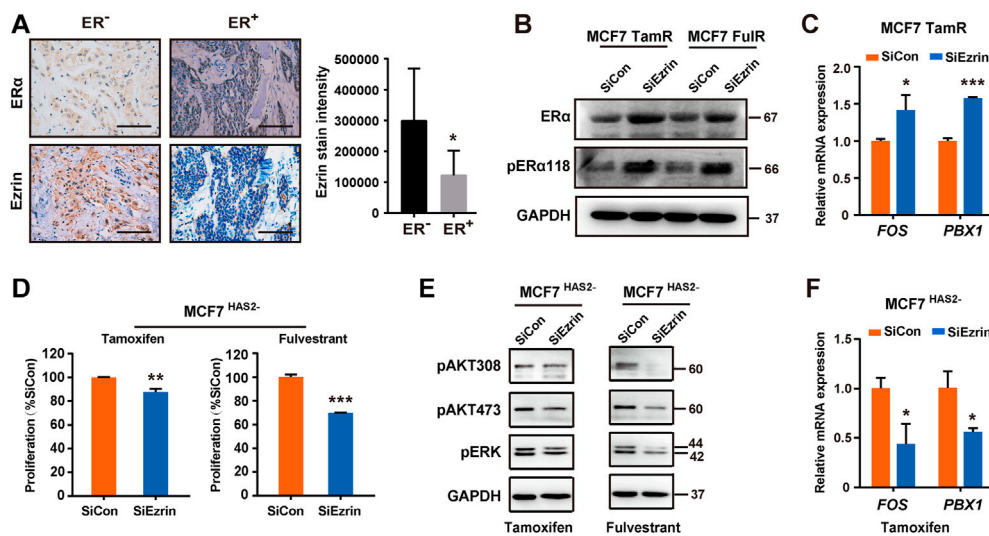 A
ER⁻ ER⁺
ERα
Ezrin
Ezrin stain intensity
500000
400000
300000
200000
100000
0
*
ER⁻ ER⁺
B
MCF7 TamR MCF7 FulR
SiCon SiEzrin SiCon SiEzrin
ERα 67
pERα118 66
GAPDH 37
C
MCF7 TamR
SiCon SiEzrin
Relative mRNA expression
2.0
1.5
1.0
0.5
0.0
* ***
FOS PBX1
D
MCF7 HAS2-
Tamoxifen Fulvestrant
Proliferation (%SiCon)
120
100
80
60
40
20
0
**
SiCon SiEzrin
Proliferation (%SiCon)
120
100
80
60
40
20
0
***
SiCon SiEzrin
E
MCF7 HAS2- MCF7 HAS2-
SiCon SiEzrin SiCon SiEzrin
pAKT308 60
pAKT473 60
pERK 44
42
GAPDH 37
Tamoxifen Fulvestrant
F
MCF7 HAS2-
SiCon SiEzrin
Relative mRNA expression
1.5
1.0
0.5
0.0
* *
FOS PBX1
Tamoxifen